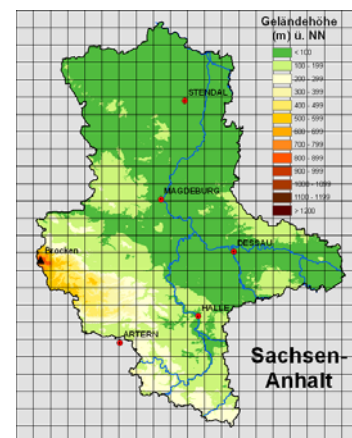 Geländehöhe
(m) ü. NN
< 100
100 - 199
200 - 299
300 - 399
400 - 499
500 - 599
600 - 699
700 - 799
800 - 899
900 - 999
1000 - 1099
1100 - 1199
> 1200
STENDAL
MAGDEBURG
Brocken
DESSAU
HALLE
ARTERN
Sachsen-
Anhalt